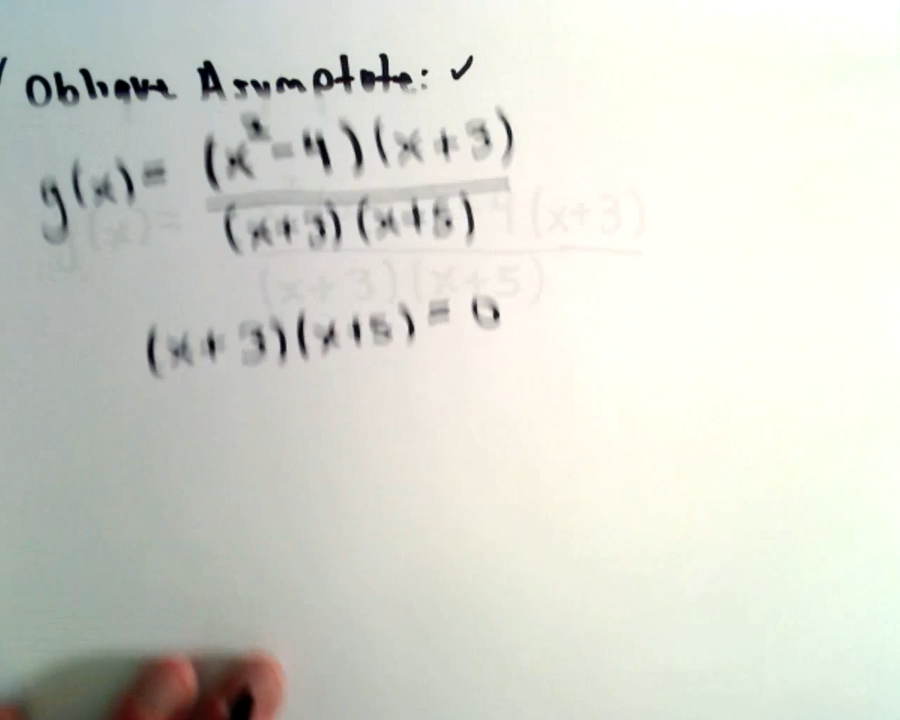 Oblique Asymptote: ✓
g(x) = (x² - 4)(x + 3)
(x+3)(x+5)
(x+3)(x+5) = 0